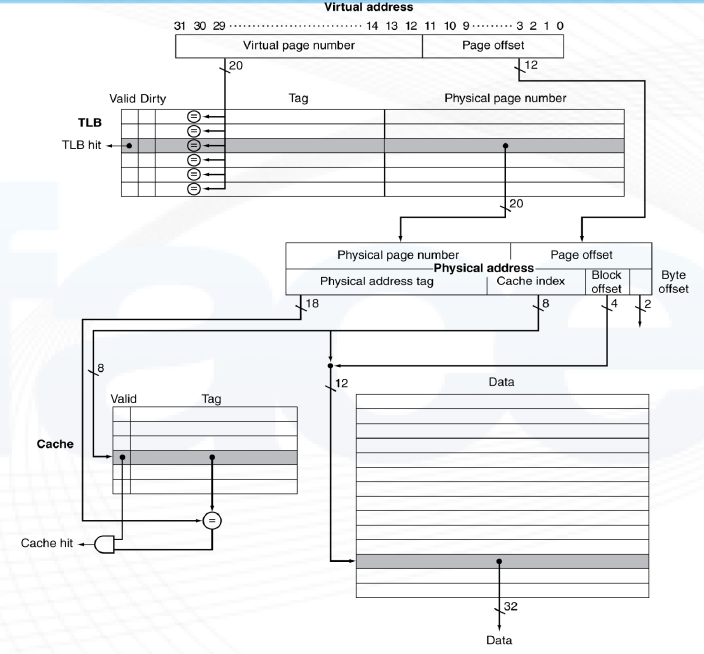 Virtual address
31 30 29 ........................... 14 13 12 11 10 9 ......... 3 2 1 0
Virtual page number Page offset
20 12
Valid Dirty Tag Physical page number
TLB
=
=
TLB hit =
=
=
=
20
Physical page number Page offset
Physical address
Physical address tag Cache index Block offset Byte offset
18 8 4 2
8 12 Data
Valid Tag
Cache
=
Cache hit
32
Data